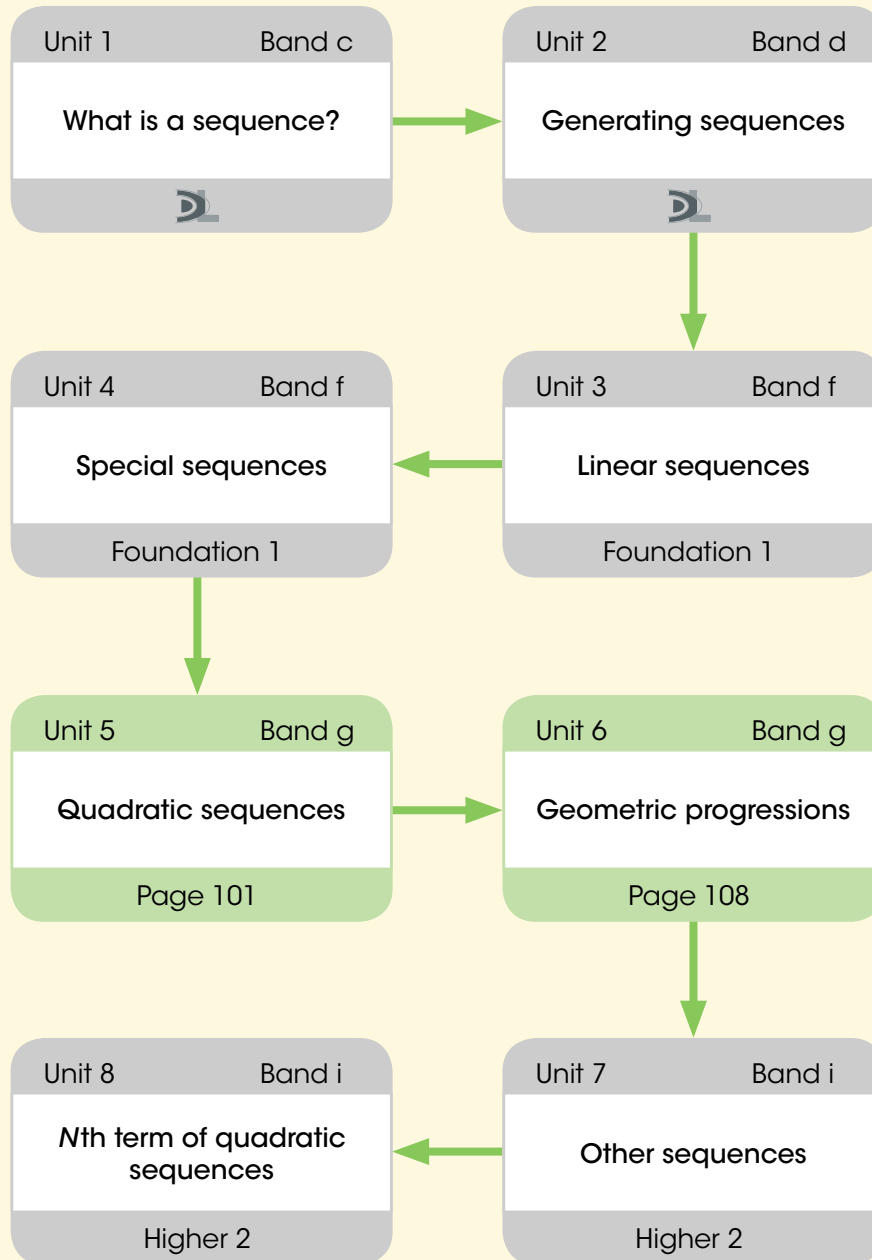 Unit 1 Band c
What is a sequence?
DL
Unit 2 Band d
Generating sequences
DL
Unit 3 Band f
Linear sequences
Foundation 1
Unit 4 Band f
Special sequences
Foundation 1
Unit 5 Band g
Quadratic sequences
Page 101
Unit 6 Band g
Geometric progressions
Page 108
Unit 7 Band i
Other sequences
Higher 2
Unit 8 Band i
Nth term of quadratic
sequences
Higher 2